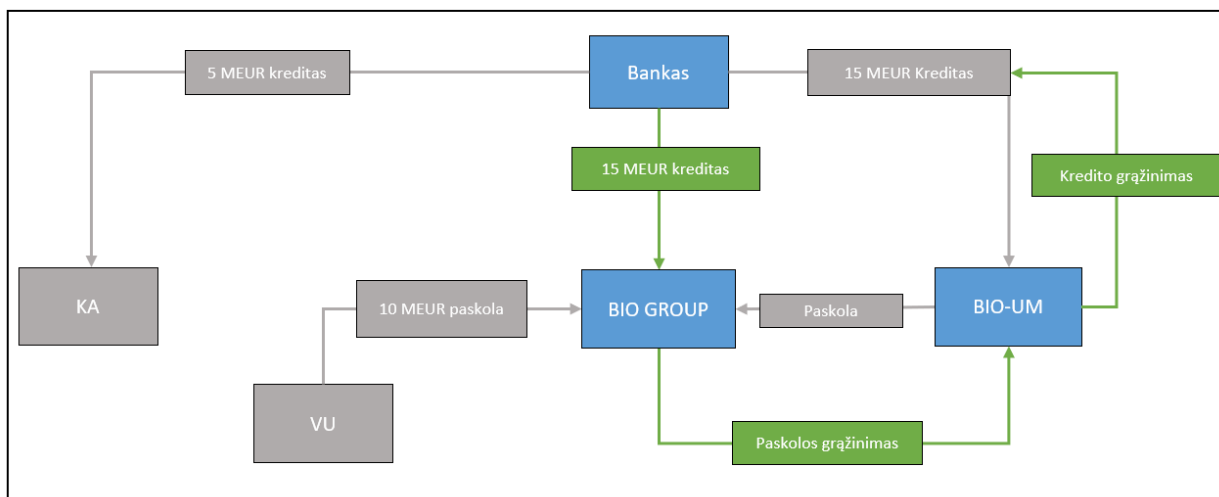 5 MEUR kreditas
Bankas
15 MEUR Kreditas
15 MEUR kreditas
Kredito grąžinimas
KA
10 MEUR paskola
BIO GROUP
Paskola
BIO-UM
VU
Paskolos grąžinimas